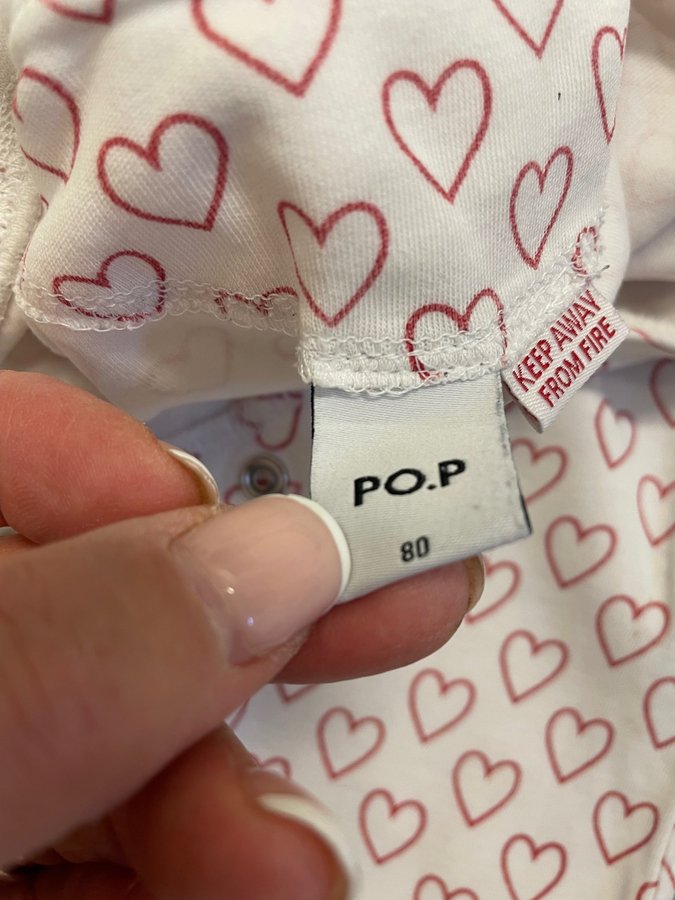 KEEP AWAY
FROM FIRE
PO.P
80